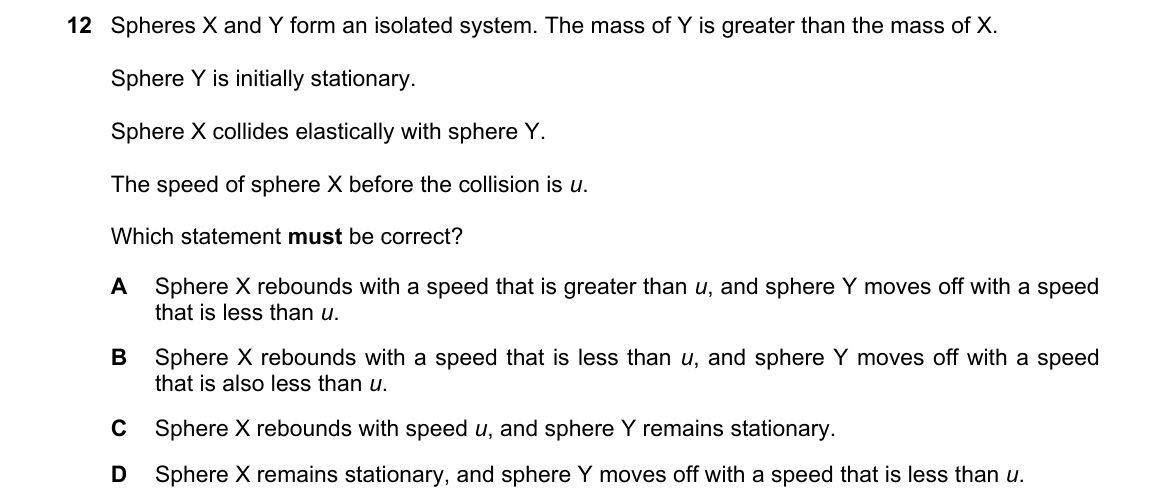 12 Spheres X and Y form an isolated system. The mass of Y is greater than the mass of X.
Sphere Y is initially stationary.
Sphere X collides elastically with sphere Y.
The speed of sphere X before the collision is u.
Which statement must be correct?
A Sphere X rebounds with a speed that is greater than u, and sphere Y moves off with a speed
that is less than u.
B Sphere X rebounds with a speed that is less than u, and sphere Y moves off with a speed
that is also less than u.
C Sphere X rebounds with speed u, and sphere Y remains stationary.
D Sphere X remains stationary, and sphere Y moves off with a speed that is less than u.